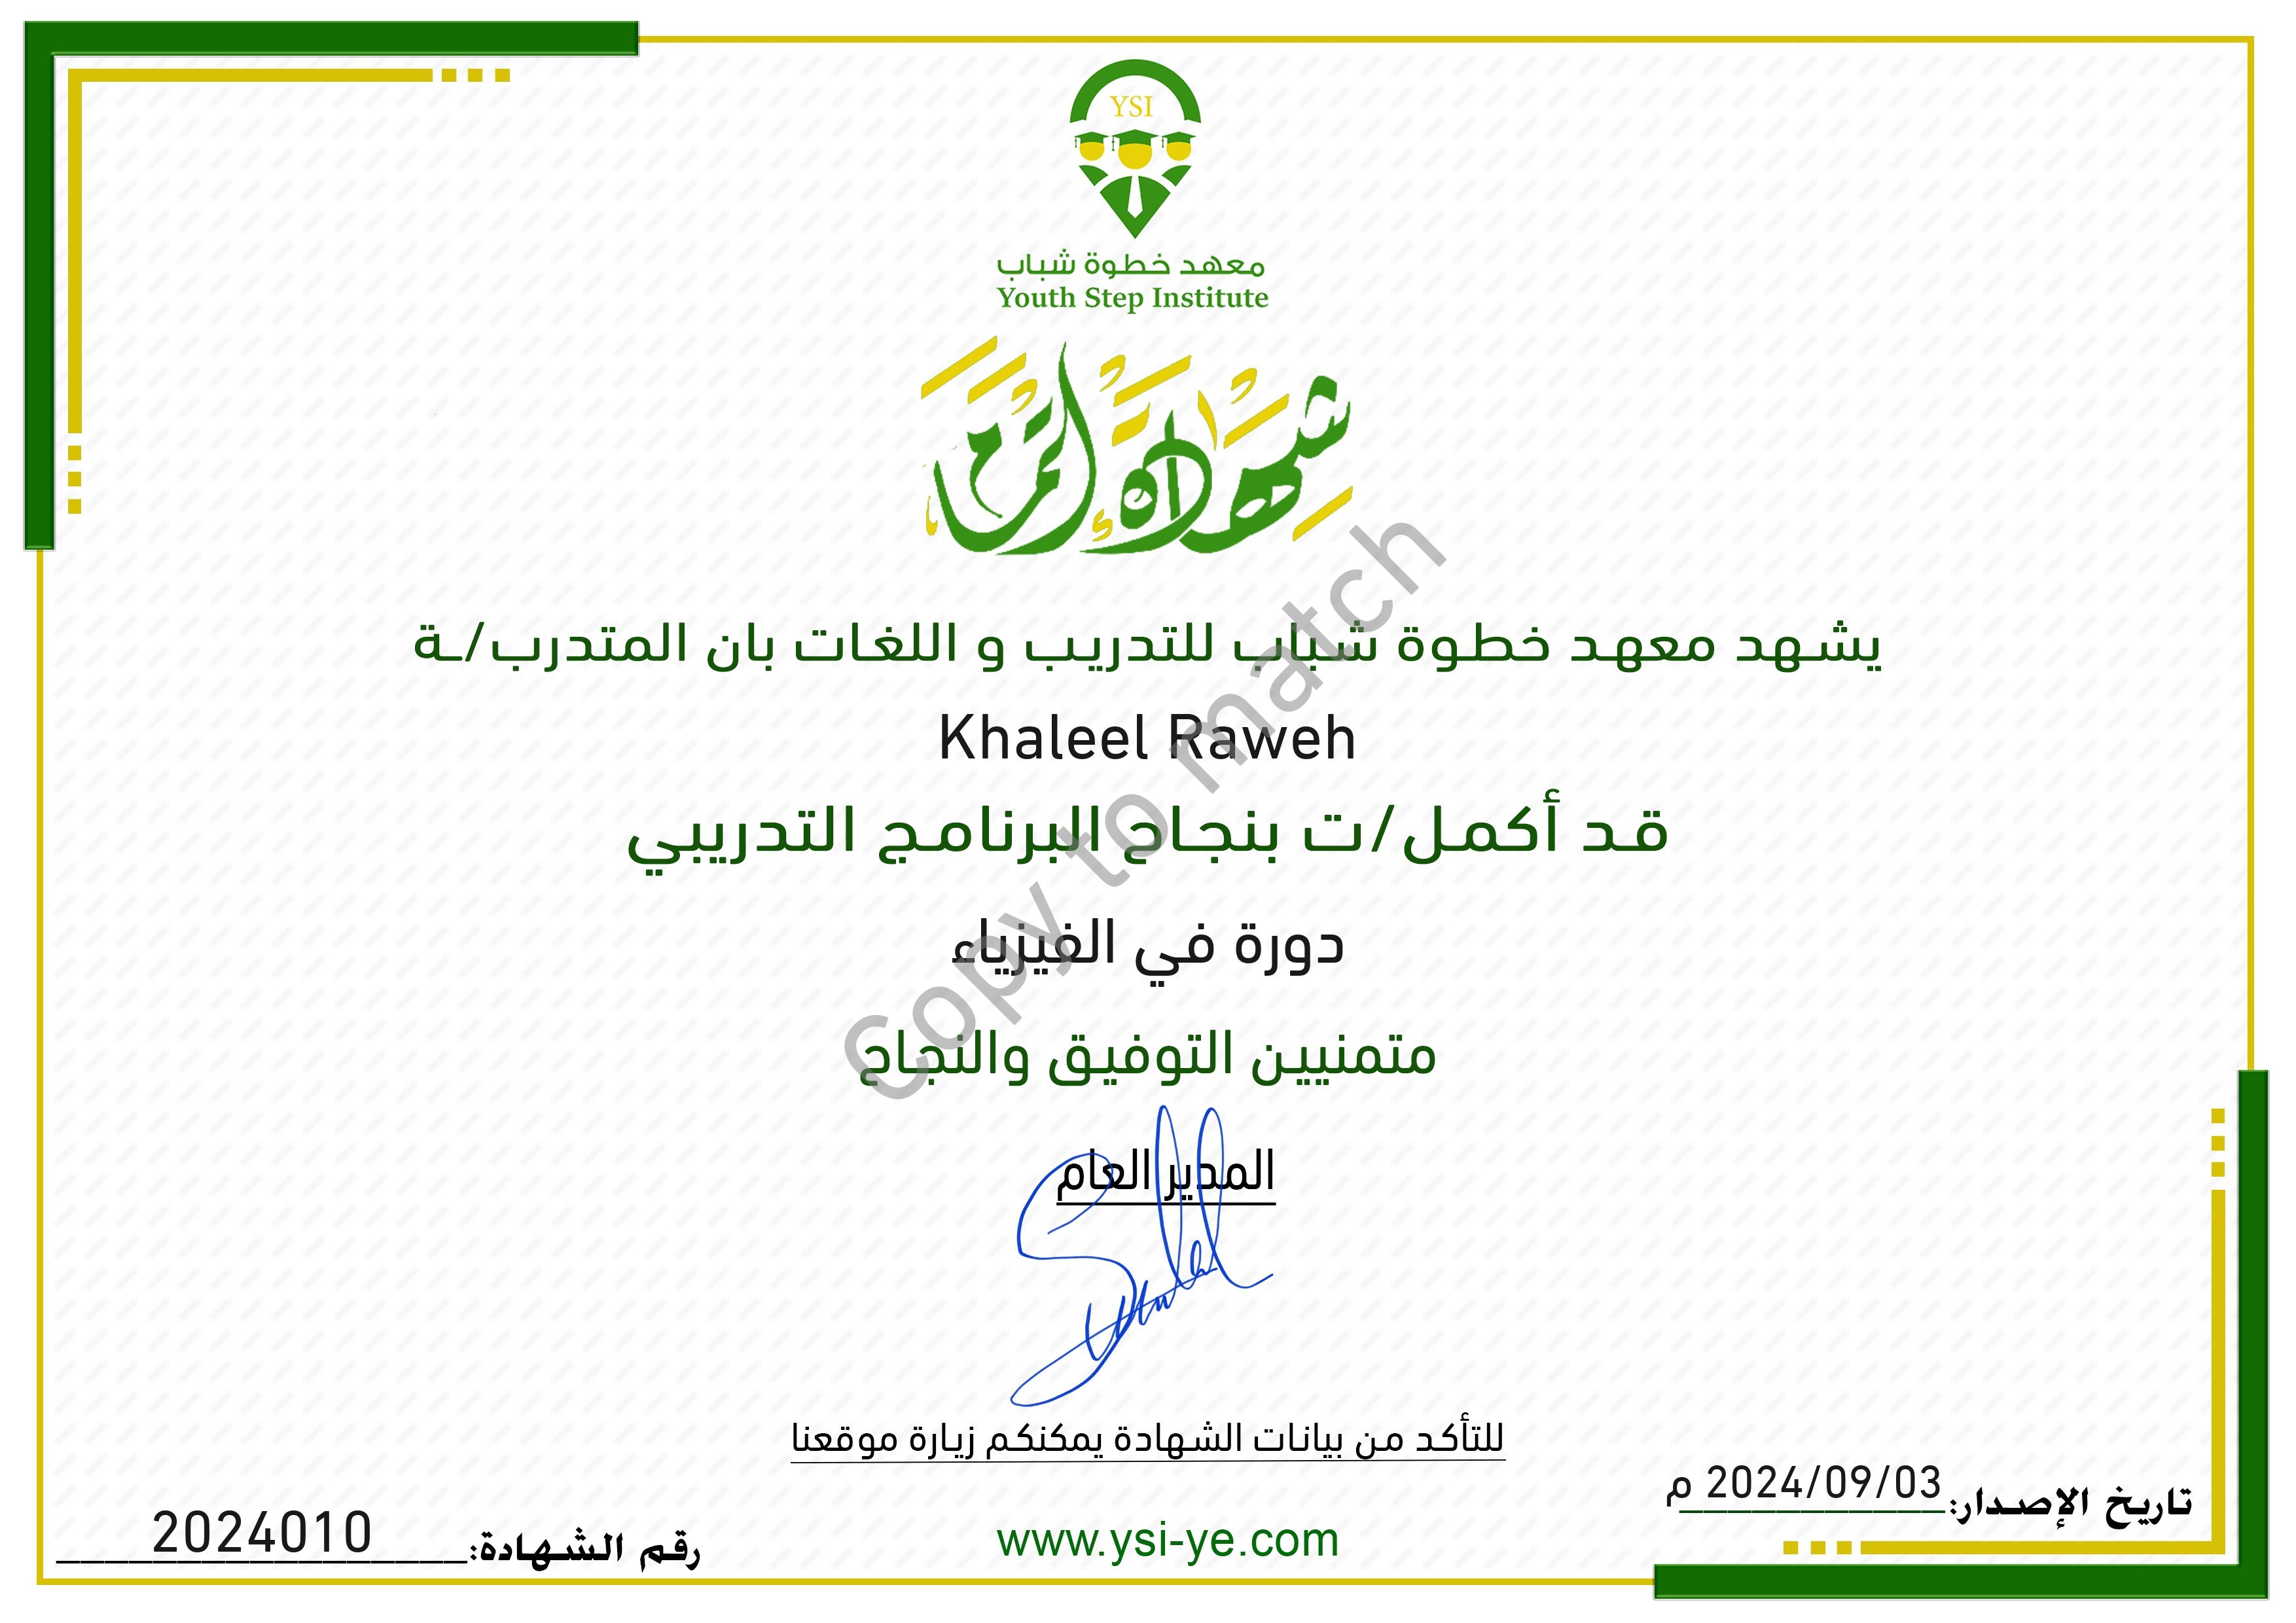 YSI
معهد خطوة شباب
Youth Step Institute
شهادة إتمام
يشهد معهد خطوة شباب للتدريب و اللغات بان المتدرب/ـة
Khaleel Raweh
قد أكمل/ت بنجاح البرنامج التدريبي
دورة في الفيزياء
متمنيين التوفيق والنجاح
Copy to match
المدير العام
للتأكد من بيانات الشهادة يمكنكم زيارة موقعنا
تاريخ الإصدار: 2024/09/03 م
www.ysi-ye.com
رقم الشهادة: 2024010